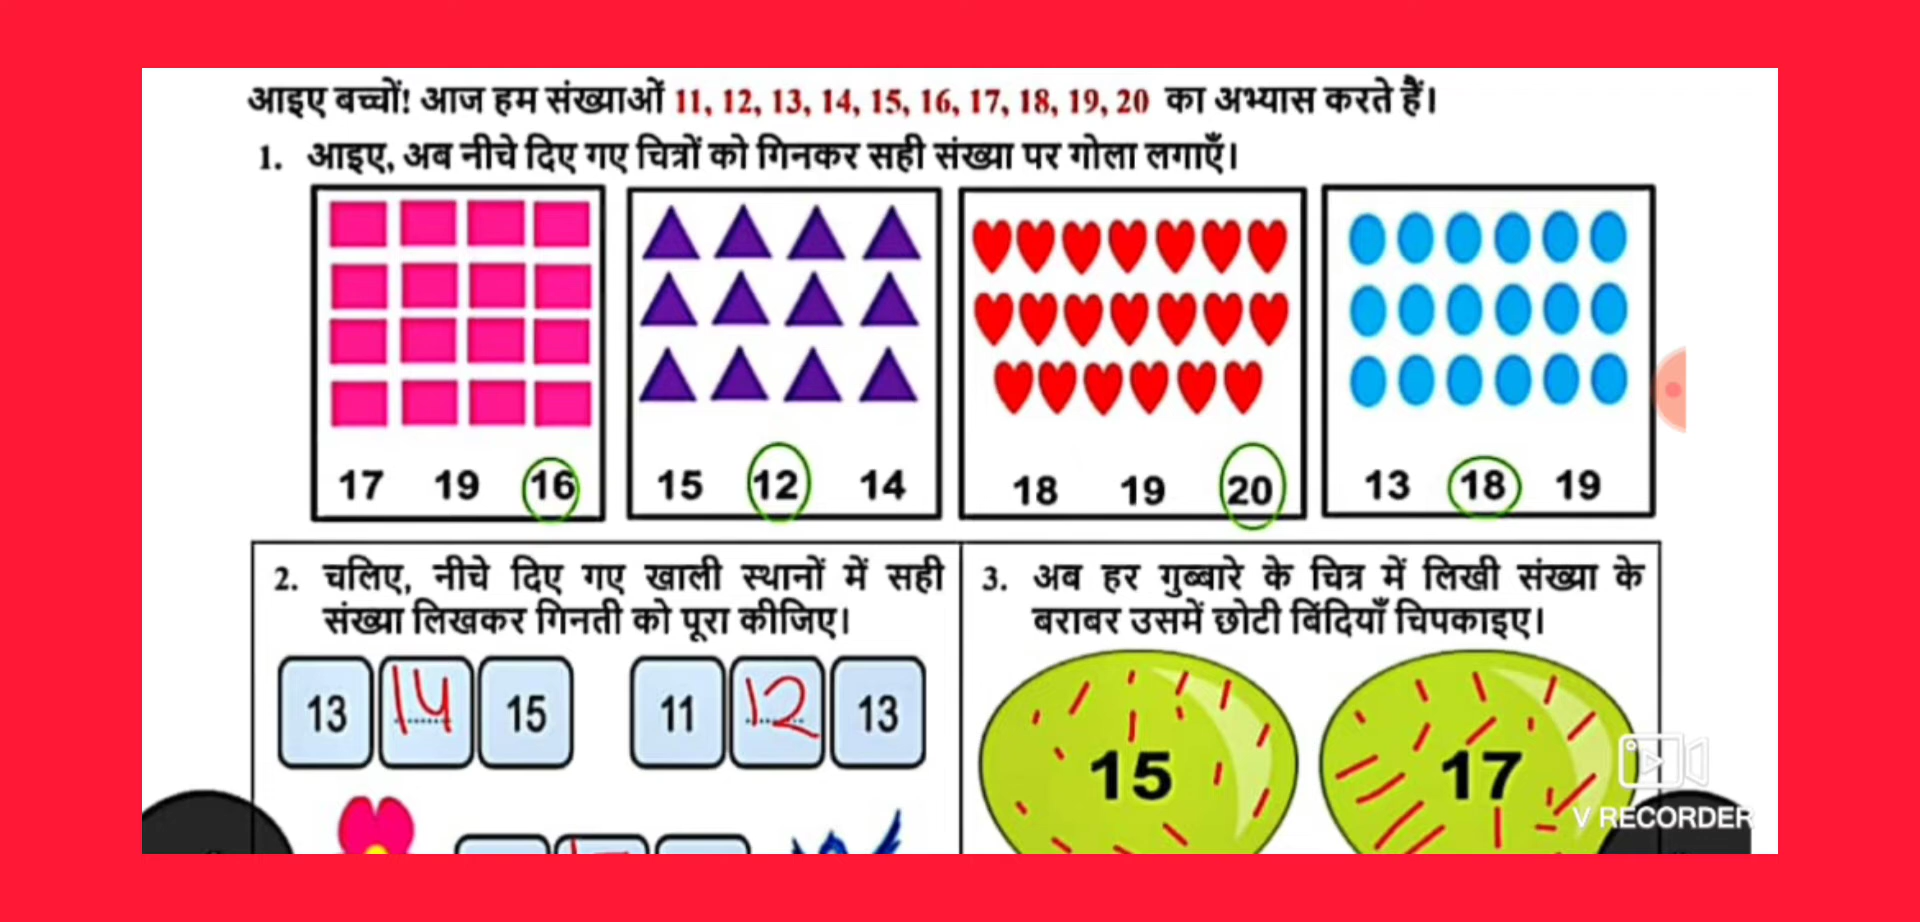 आइए बच्चों! आज हम संख्याओं 11, 12, 13, 14, 15, 16, 17, 18, 19, 20 का अभ्यास करते हैं।
1. आइए, अब नीचे दिए गए चित्रों को गिनकर सही संख्या पर गोला लगाएँ।
17 19 16
15 12 14
18 19 20
13 18 19
2. चलिए, नीचे दिए गए खाली स्थानों में सही
संख्या लिखकर गिनती को पूरा कीजिए।
13 14 15
11 12 13
3. अब हर गुब्बारे के चित्र में लिखी संख्या के
बराबर उसमें छोटी बिंदियाँ चिपकाइए।
15
17
V RECORDER